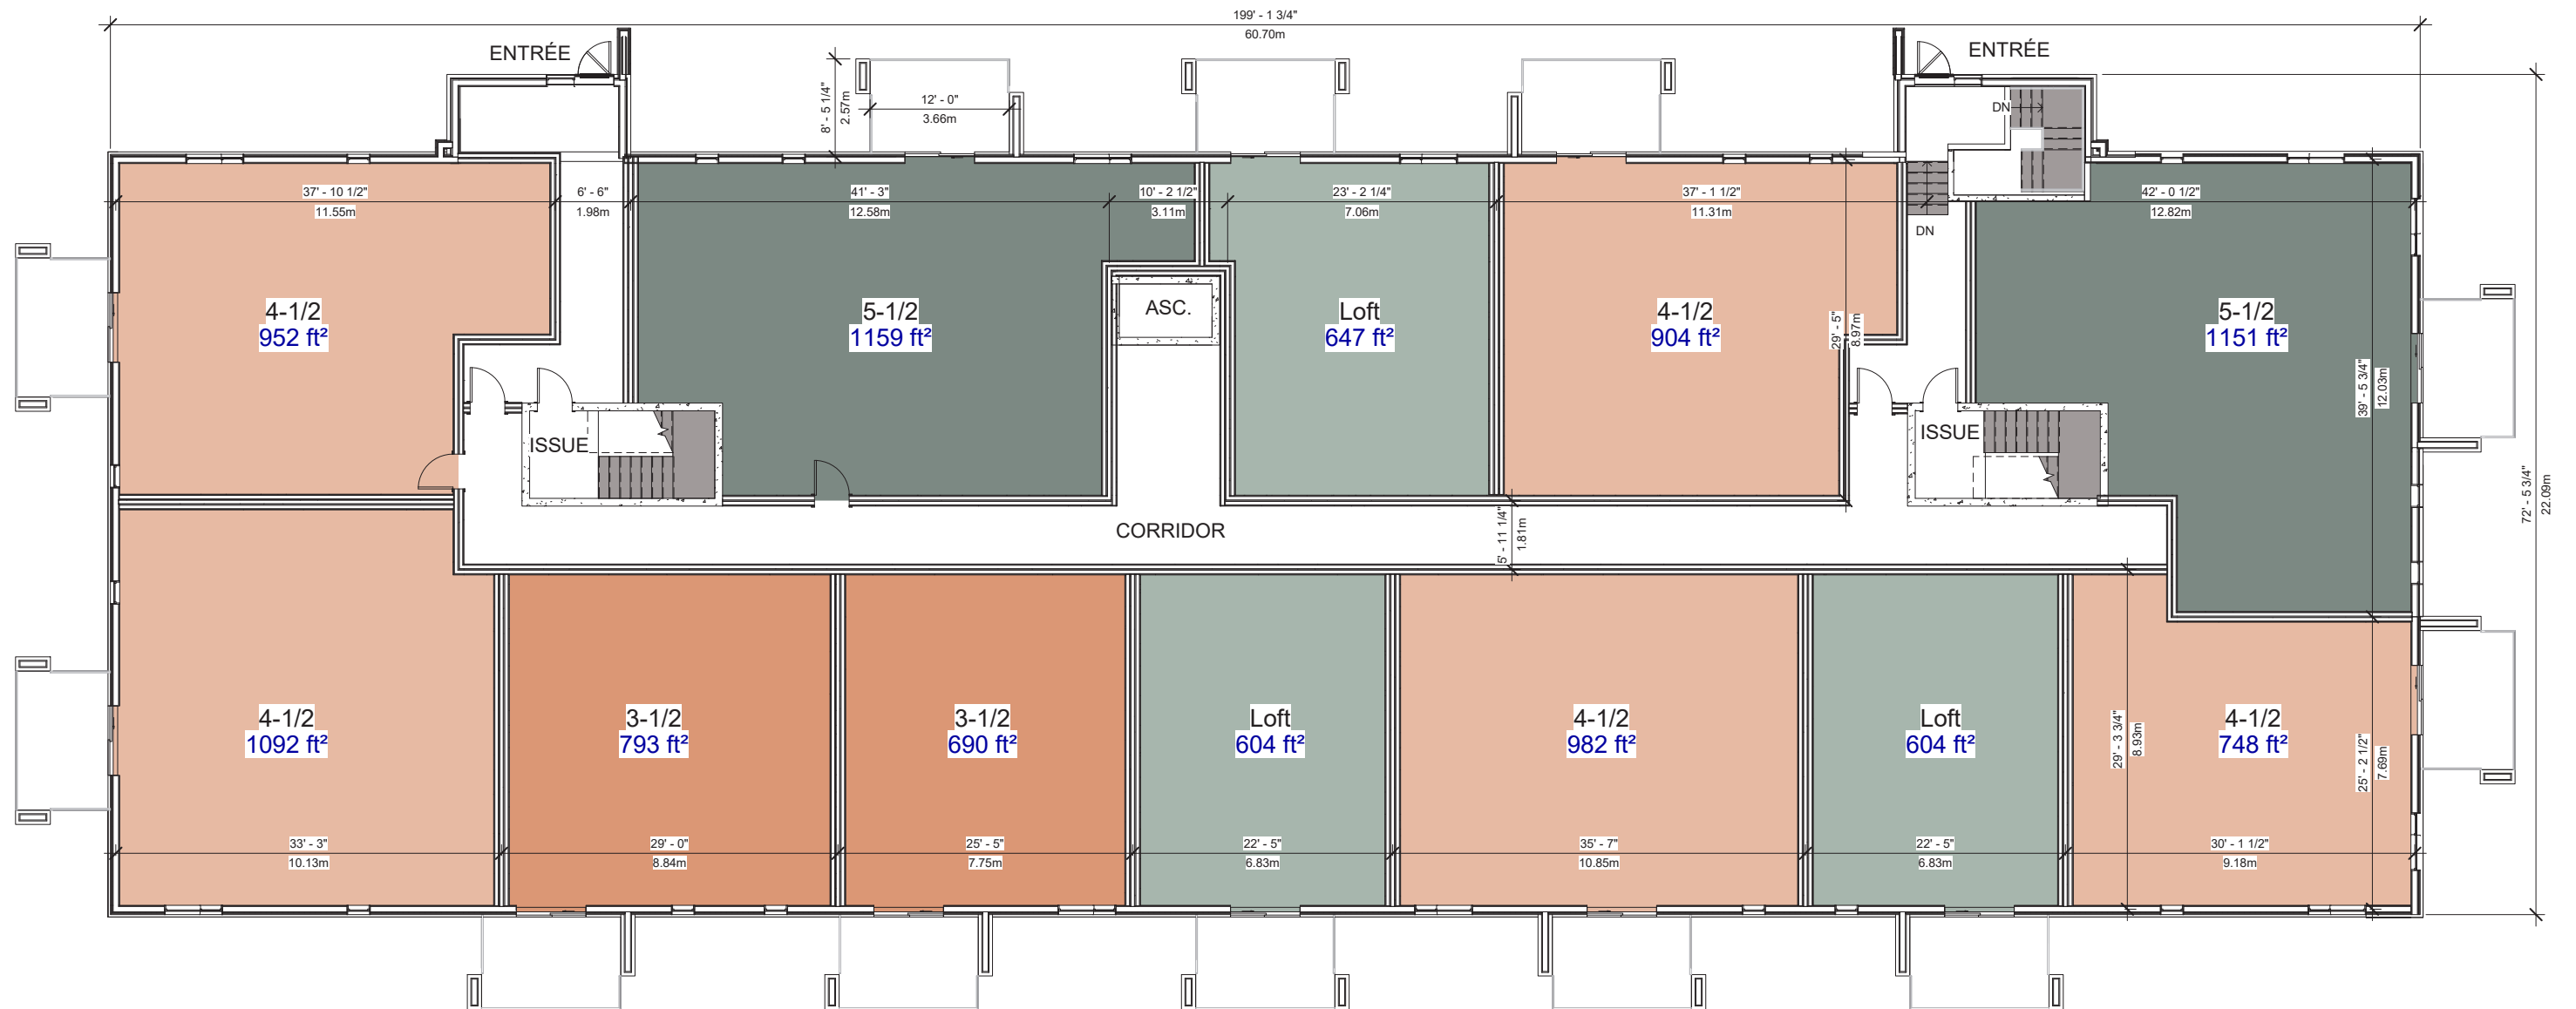 199' - 1 3/4"
60.70m
ENTRÉE
ENTRÉE
8' - 5 1/4"
2.57m
12' - 0"
3.66m
DN
37' - 10 1/2"
11.55m
6' - 6"
1.98m
41' - 3"
12.58m
10' - 2 1/2"
3.11m
23' - 2 1/4"
7.06m
37' - 1 1/2"
11.31m
42' - 0 1/2"
12.82m
DN
4-1/2
952 ft²
5-1/2
1159 ft²
ASC.
Loft
647 ft²
4-1/2
904 ft²
29' - 5"
8.97m
5-1/2
1151 ft²
39' - 5 3/4"
12.03m
72' - 5 3/4"
22.09m
ISSUE
ISSUE
CORRIDOR
5' - 11 1/4"
1.81m
4-1/2
1092 ft²
3-1/2
793 ft²
3-1/2
690 ft²
Loft
604 ft²
4-1/2
982 ft²
Loft
604 ft²
4-1/2
748 ft²
29' - 3 3/4"
8.93m
25' - 2 1/2"
7.69m
33' - 3"
10.13m
29' - 0"
8.84m
25' - 5"
7.75m
22' - 5"
6.83m
35' - 7"
10.85m
22' - 5"
6.83m
30' - 1 1/2"
9.18m